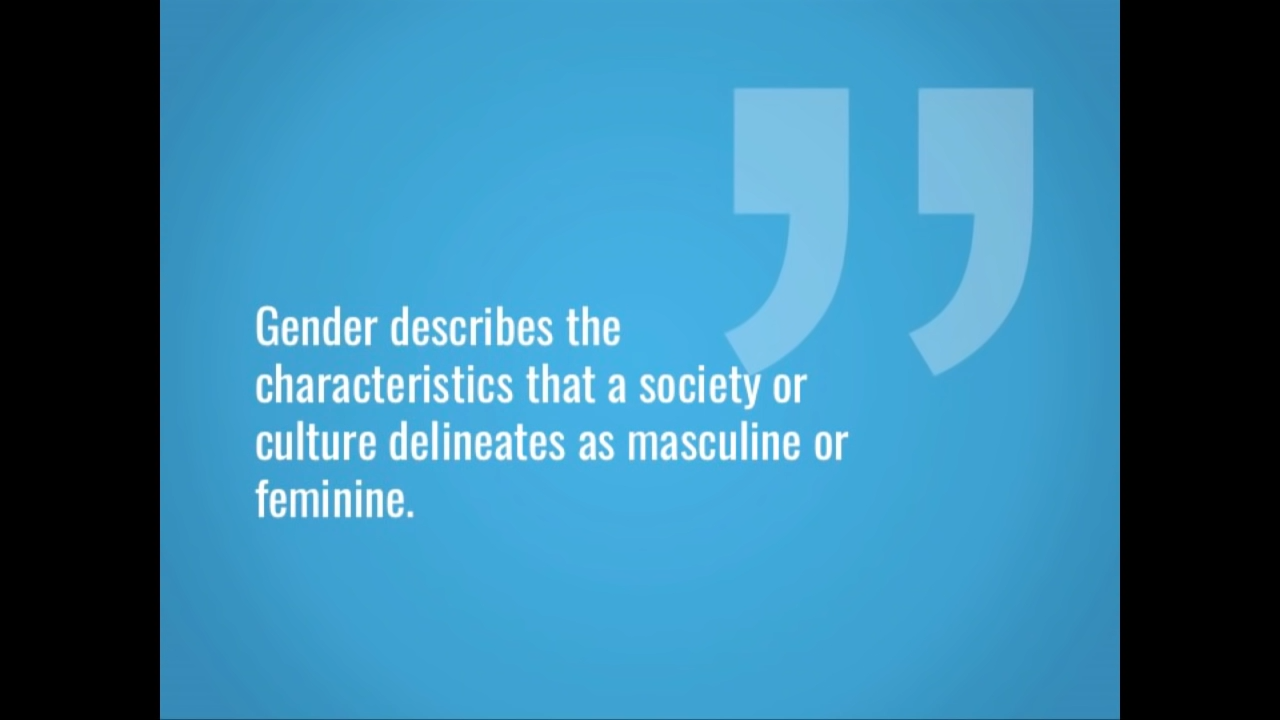 Gender describes the
characteristics that a society or
culture delineates as masculine or
feminine.